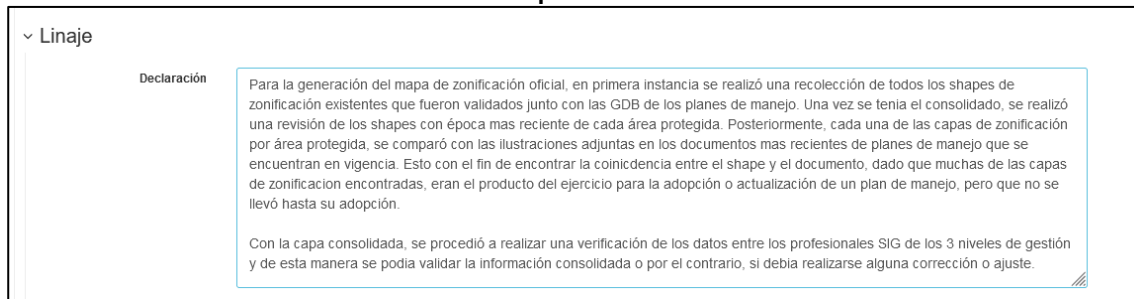 Linaje
Declaración
Para la generación del mapa de zonificación oficial, en primera instancia se realizó una recolección de todos los shapes de
zonificación existentes que fueron validados junto con las GDB de los planes de manejo. Una vez se tenia el consolidado, se realizó
una revisión de los shapes con época mas reciente de cada área protegida. Posteriormente, cada una de las capas de zonificación
por área protegida, se comparó con las ilustraciones adjuntas en los documentos mas recientes de planes de manejo que se
encuentran en vigencia. Esto con el fin de encontrar la coinicdencia entre el shape y el documento, dado que muchas de las capas
de zonificacion encontradas, eran el producto del ejercicio para la adopción o actualización de un plan de manejo, pero que no se
llevó hasta su adopción.
Con la capa consolidada, se procedió a realizar una verificación de los datos entre los profesionales SIG de los 3 niveles de gestión
y de esta manera se podia validar la información consolidada o por el contrario, si debia realizarse alguna corrección o ajuste.